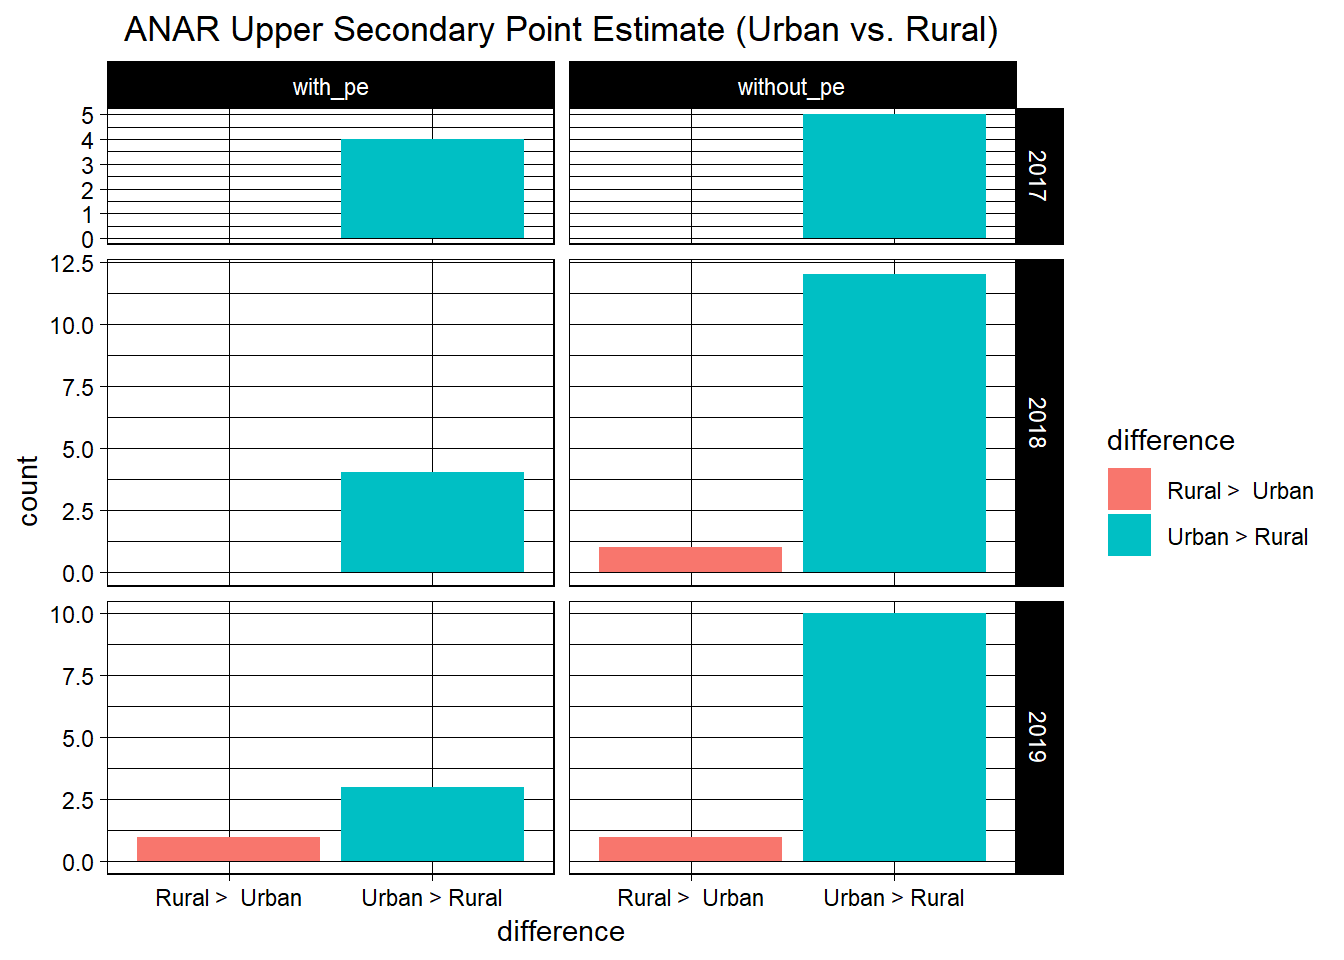 ANAR Upper Secondary Point Estimate (Urban vs. Rural)
with_pe
without_pe
5
4
3
2
1
0
2017
12.5
10.0
7.5
5.0
2.5
0.0
2018
10.0
7.5
5.0
2.5
0.0
2019
count
Rural >  Urban
Urban > Rural
Rural >  Urban
Urban > Rural
difference
difference
Rural >  Urban
Urban > Rural